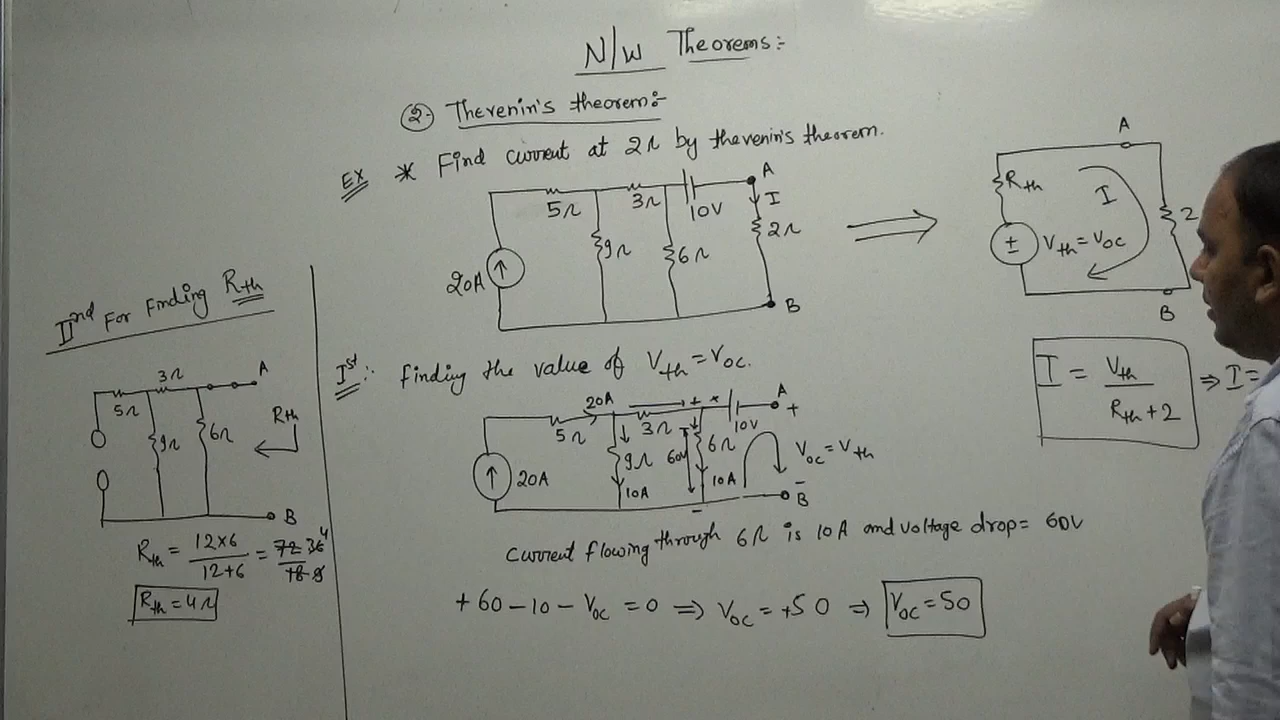 N/W Theorems:-
② Thevenin's theorem:-
EX * Find current at 2Ω by thevenin's theorem.
5Ω 3Ω 10V A
I
20A 9Ω 6Ω 2Ω
B
A
Rth I 2
± Vth = Voc
B
I = Vth / Rth + 2 ⇒ I =
Ist:- finding the value of Vth = Voc.
20A + × A +
5Ω 3Ω 10V
20A 9Ω 60V 6Ω Voc = Vth
10A 10A
- - B
Current flowing through 6Ω is 10A and voltage drop = 60V
+ 60 - 10 - Voc = 0 ⇒ Voc = +50 ⇒ Voc = 50
IInd For Finding Rth
3Ω A
5Ω Rth
9Ω 6Ω
B
Rth = 12×6 / 12+6 = 72 36 4 / 18 9
Rth = 4Ω